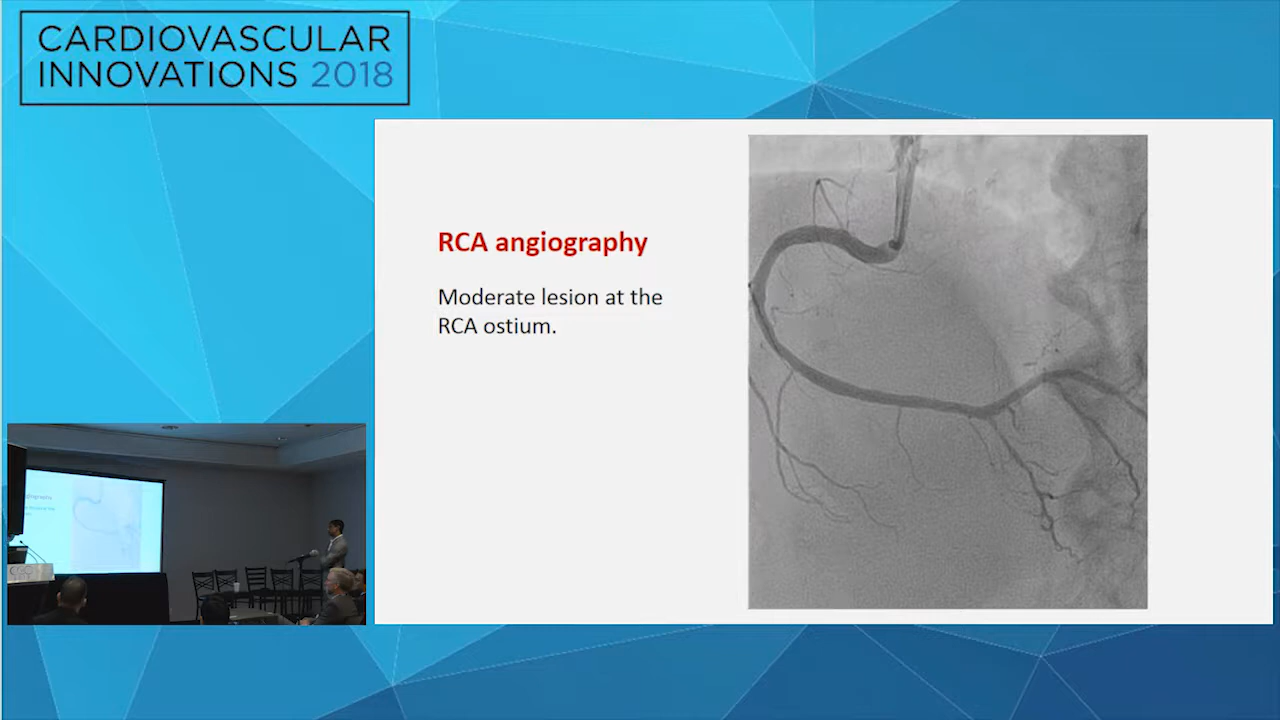 CARDIOVASCULAR
INNOVATIONS 2018
RCA angiography
Moderate lesion at the
RCA ostium.